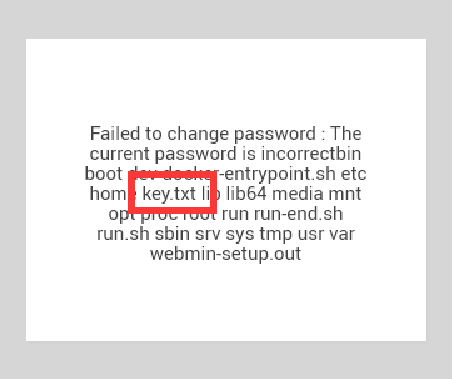 Failed to change password : The
current password is incorrectbin
boot dev docker-entrypoint.sh etc
home key.txt lib lib64 media mnt
opt proc root run run-end.sh
run.sh sbin srv sys tmp usr var
webmin-setup.out